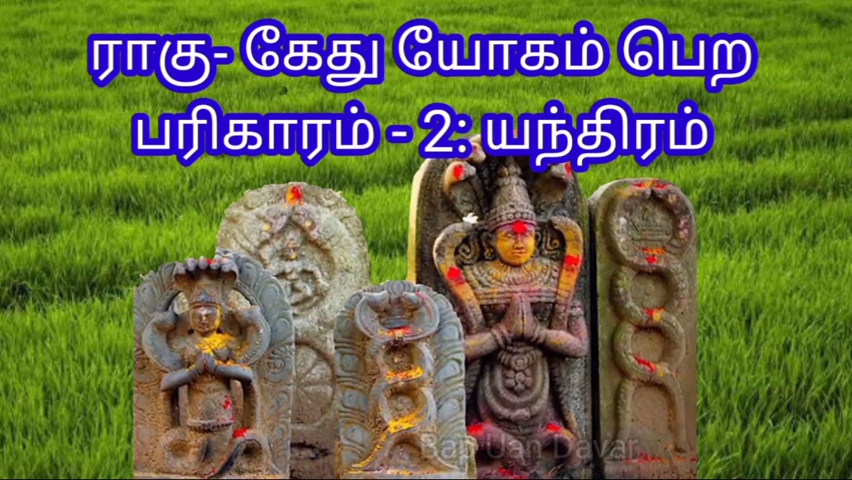 ராகு- கேது யோகம் பெற
பரிகாரம் - 2: யந்திரம்